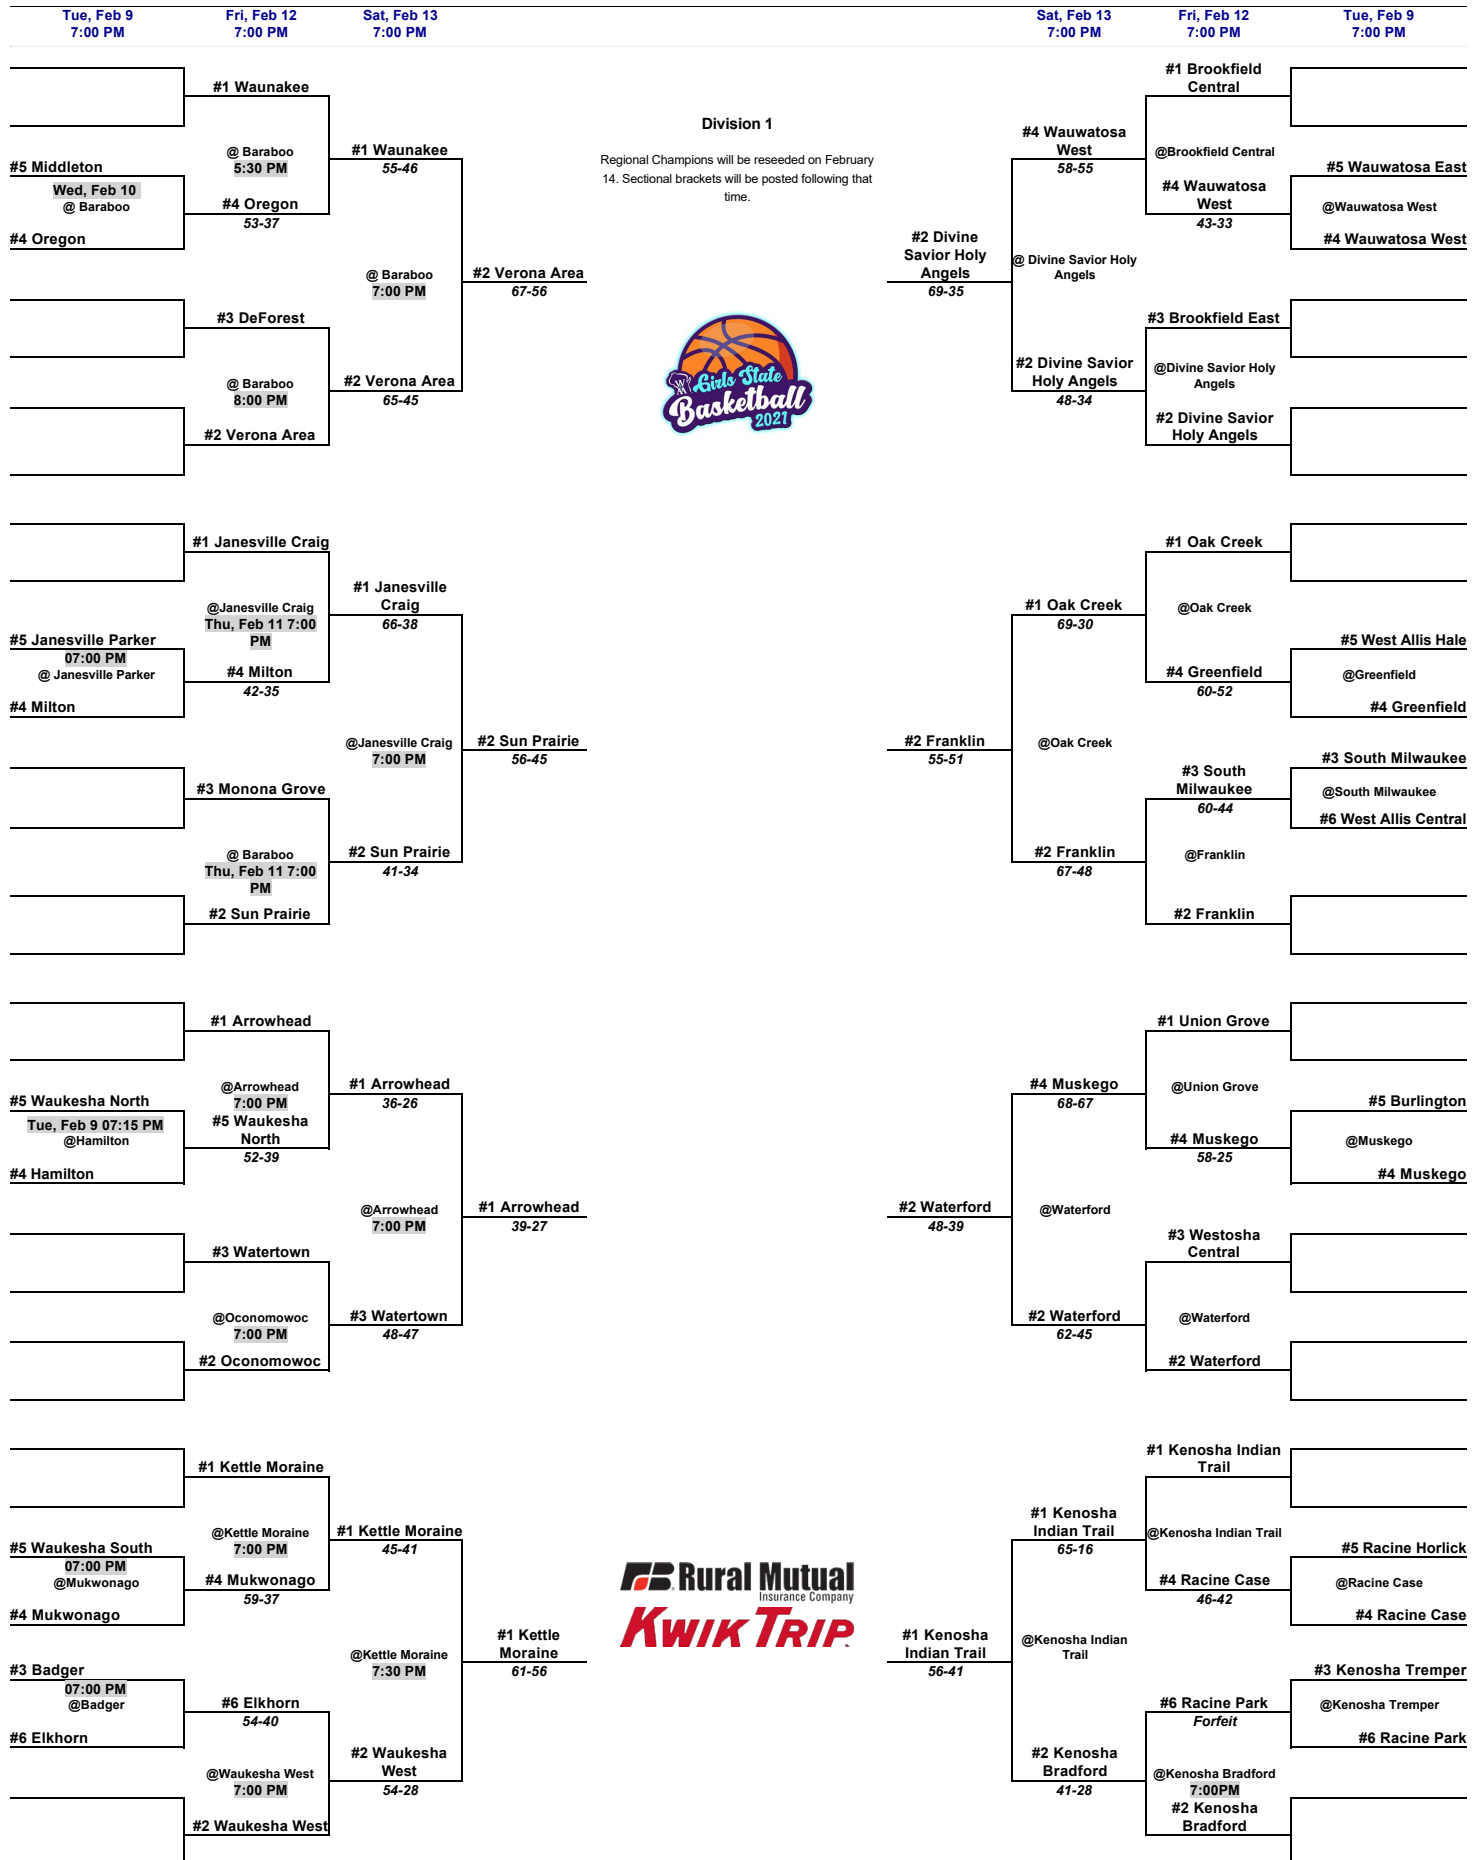 Tue, Feb 9
7:00 PM
Fri, Feb 12
7:00 PM
Sat, Feb 13
7:00 PM
Sat, Feb 13
7:00 PM
Fri, Feb 12
7:00 PM
Tue, Feb 9
7:00 PM
#1 Waunakee
@ Baraboo
5:30 PM
#1 Waunakee
55-46
#5 Middleton
Wed, Feb 10
@ Baraboo
#4 Oregon
#4 Oregon
53-37
@ Baraboo
7:00 PM
#2 Verona Area
67-56
#3 DeForest
@ Baraboo
8:00 PM
#2 Verona Area
65-45
#2 Verona Area
Division 1
Regional Champions will be reseeded on February
14. Sectional brackets will be posted following that
time.
Girls State
Basketball
2021
#1 Brookfield
Central
#4 Wauwatosa
West
58-55
@Brookfield Central
#5 Wauwatosa East
#4 Wauwatosa
West
43-33
@Wauwatosa West
#4 Wauwatosa West
#2 Divine
Savior Holy
Angels
69-35
@ Divine Savior Holy
Angels
#3 Brookfield East
#2 Divine Savior
Holy Angels
48-34
@Divine Savior Holy
Angels
#2 Divine Savior
Holy Angels
#1 Janesville Craig
#1 Janesville
Craig
66-38
@Janesville Craig
Thu, Feb 11 7:00
PM
#5 Janesville Parker
07:00 PM
@ Janesville Parker
#4 Milton
#4 Milton
42-35
@Janesville Craig
7:00 PM
#2 Sun Prairie
56-45
#3 Monona Grove
@ Baraboo
Thu, Feb 11 7:00
PM
#2 Sun Prairie
41-34
#2 Sun Prairie
#1 Oak Creek
#1 Oak Creek
69-30
@Oak Creek
#5 West Allis Hale
#4 Greenfield
60-52
@Greenfield
#4 Greenfield
#2 Franklin
55-51
@Oak Creek
#3 South Milwaukee
#3 South
Milwaukee
60-44
@South Milwaukee
#6 West Allis Central
#2 Franklin
67-48
@Franklin
#2 Franklin
#1 Arrowhead
@Arrowhead
7:00 PM
#1 Arrowhead
36-26
#5 Waukesha North
Tue, Feb 9 07:15 PM
@Hamilton
#4 Hamilton
#5 Waukesha
North
52-39
@Arrowhead
7:00 PM
#1 Arrowhead
39-27
#3 Watertown
@Oconomowoc
7:00 PM
#3 Watertown
48-47
#2 Oconomowoc
#1 Union Grove
#4 Muskego
68-67
@Union Grove
#5 Burlington
#4 Muskego
58-25
@Muskego
#4 Muskego
#2 Waterford
48-39
@Waterford
#3 Westosha
Central
#2 Waterford
62-45
@Waterford
#2 Waterford
#1 Kettle Moraine
@Kettle Moraine
7:00 PM
#1 Kettle Moraine
45-41
#5 Waukesha South
07:00 PM
@Mukwonago
#4 Mukwonago
#4 Mukwonago
59-37
@Kettle Moraine
7:30 PM
#1 Kettle
Moraine
61-56
#3 Badger
07:00 PM
@Badger
#6 Elkhorn
#6 Elkhorn
54-40
#2 Waukesha
West
54-28
@Waukesha West
7:00 PM
#2 Waukesha West
Rural Mutual
Insurance Company
KWIK TRIP
#1 Kenosha Indian
Trail
#1 Kenosha
Indian Trail
65-16
@Kenosha Indian Trail
#5 Racine Horlick
#4 Racine Case
46-42
@Racine Case
#4 Racine Case
#1 Kenosha
Indian Trail
56-41
@Kenosha Indian
Trail
#3 Kenosha Tremper
#6 Racine Park
Forfeit
@Kenosha Tremper
#6 Racine Park
#2 Kenosha
Bradford
41-28
@Kenosha Bradford
7:00PM
#2 Kenosha
Bradford